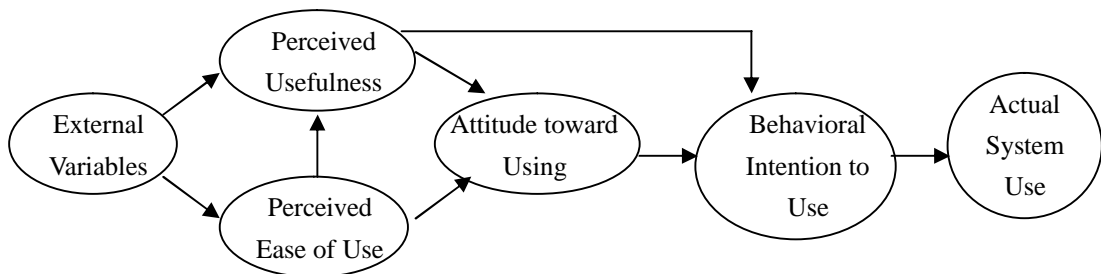 External
Variables
Perceived
Usefulness
Perceived
Ease of Use
Attitude toward
Using
Behavioral
Intention to
Use
Actual
System
Use